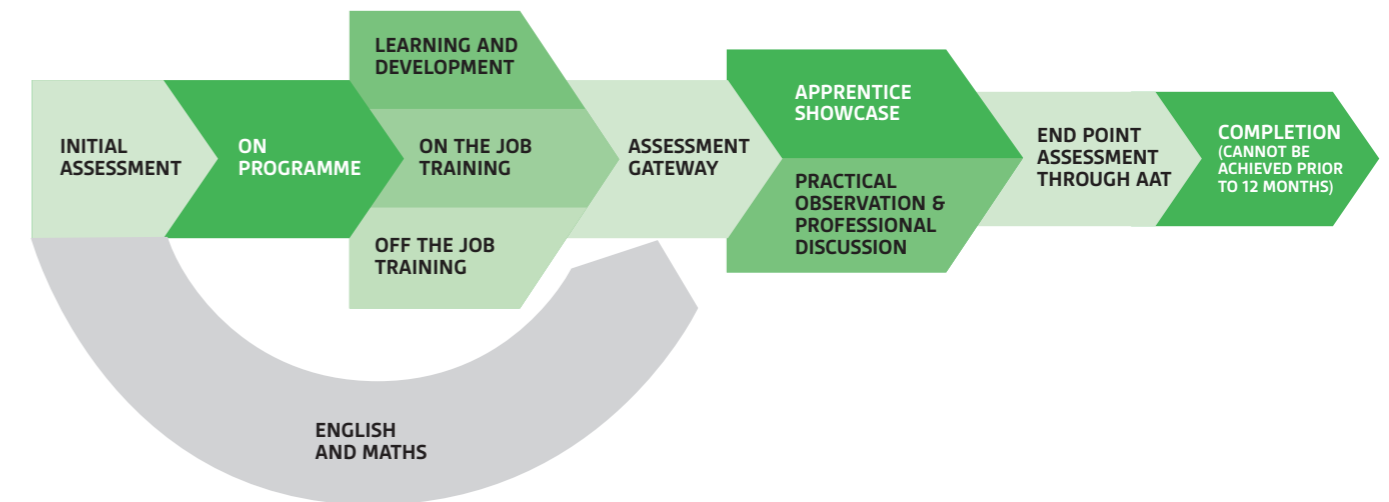 INITIAL
ASSESSMENT
ON
PROGRAMME
LEARNING AND
DEVELOPMENT
ON THE JOB
TRAINING
OFF THE JOB
TRAINING
ASSESSMENT
GATEWAY
APPRENTICE
SHOWCASE
PRACTICAL
OBSERVATION &
PROFESSIONAL
DISCUSSION
END POINT
ASSESSMENT
THROUGH AAT
COMPLETION
(CANNOT BE
ACHIEVED PRIOR
TO 12 MONTHS)
ENGLISH
AND MATHS